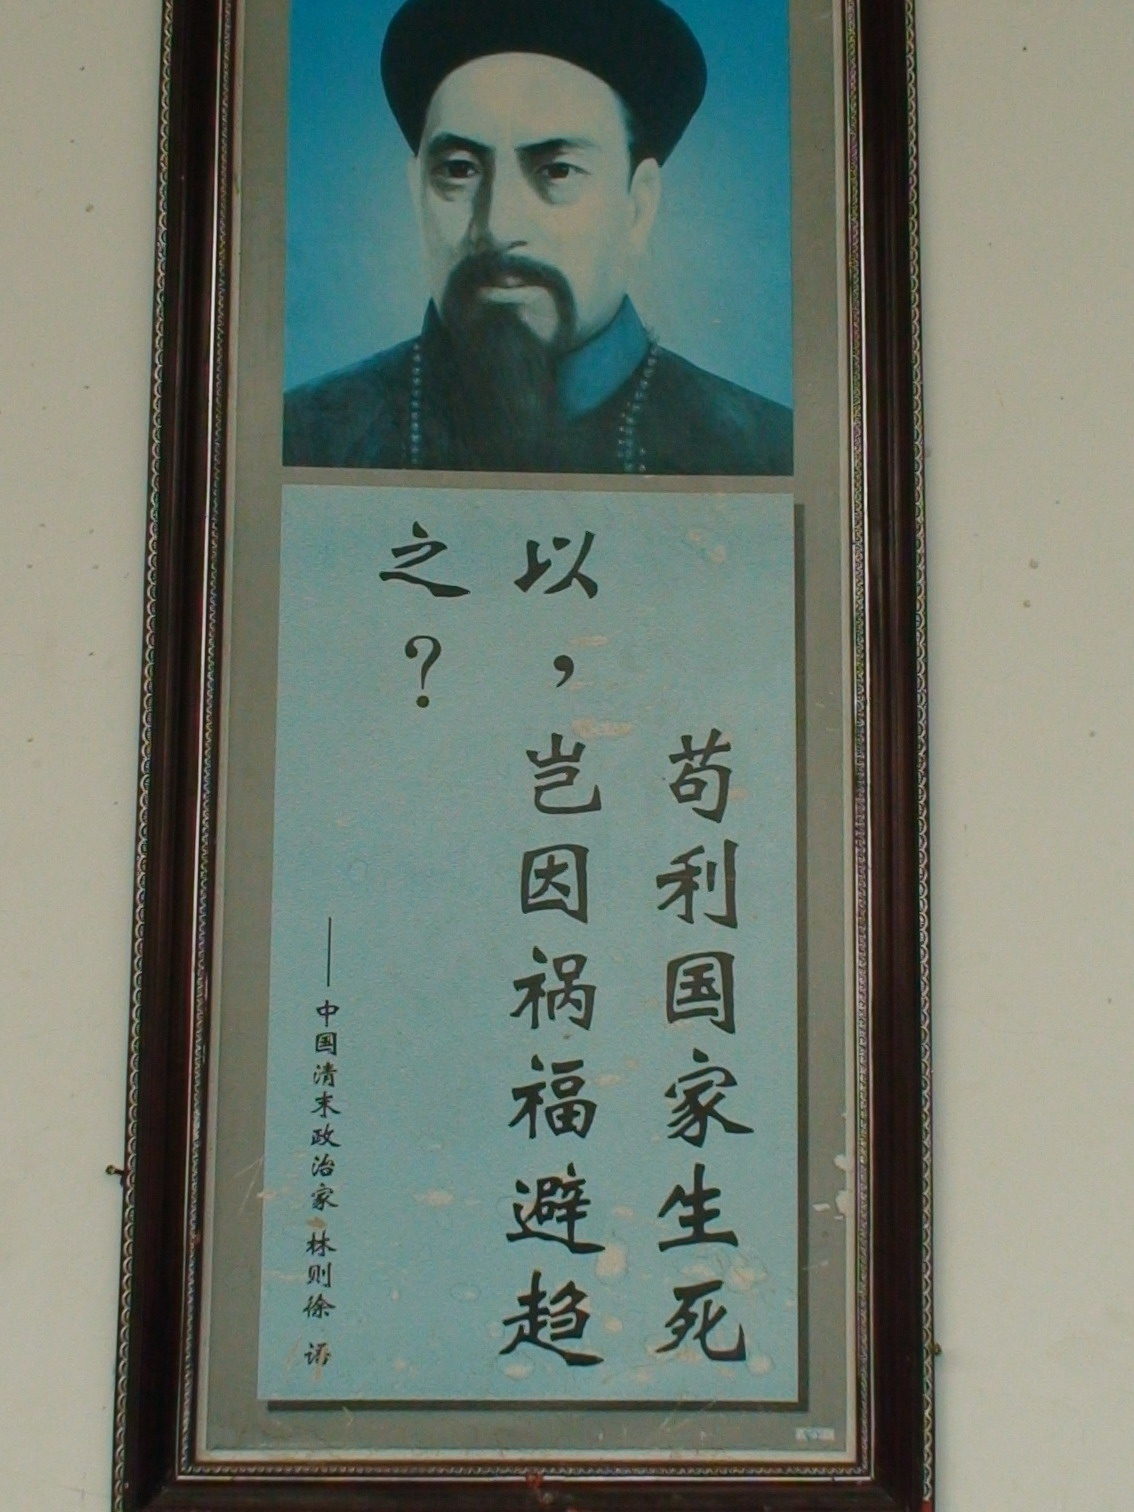 苟利国家生死
以，岂因祸福避趋
之？
——中国清末政治家 林则徐 语